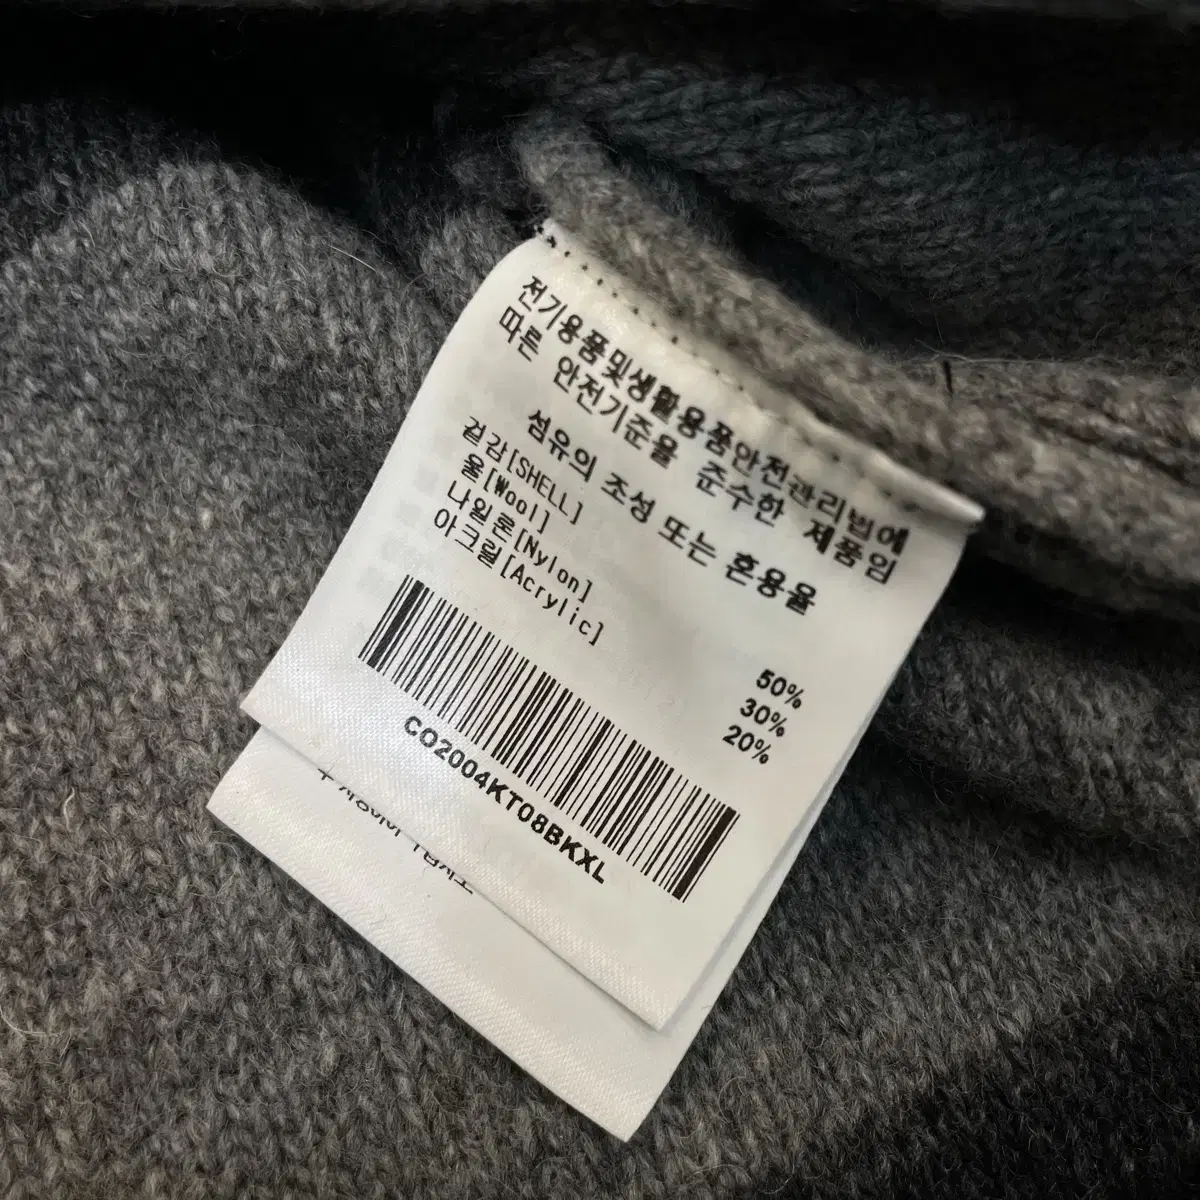 전기용품및생활용품안전관리법에
따른 안전기준을 준수한 제품임
섬유의 조성 또는 혼용율
겉감[SHELL]
울[Wool] 50%
나일론[Nylon] 30%
아크릴[Acrylic] 20%
CO2004KT08BKXL